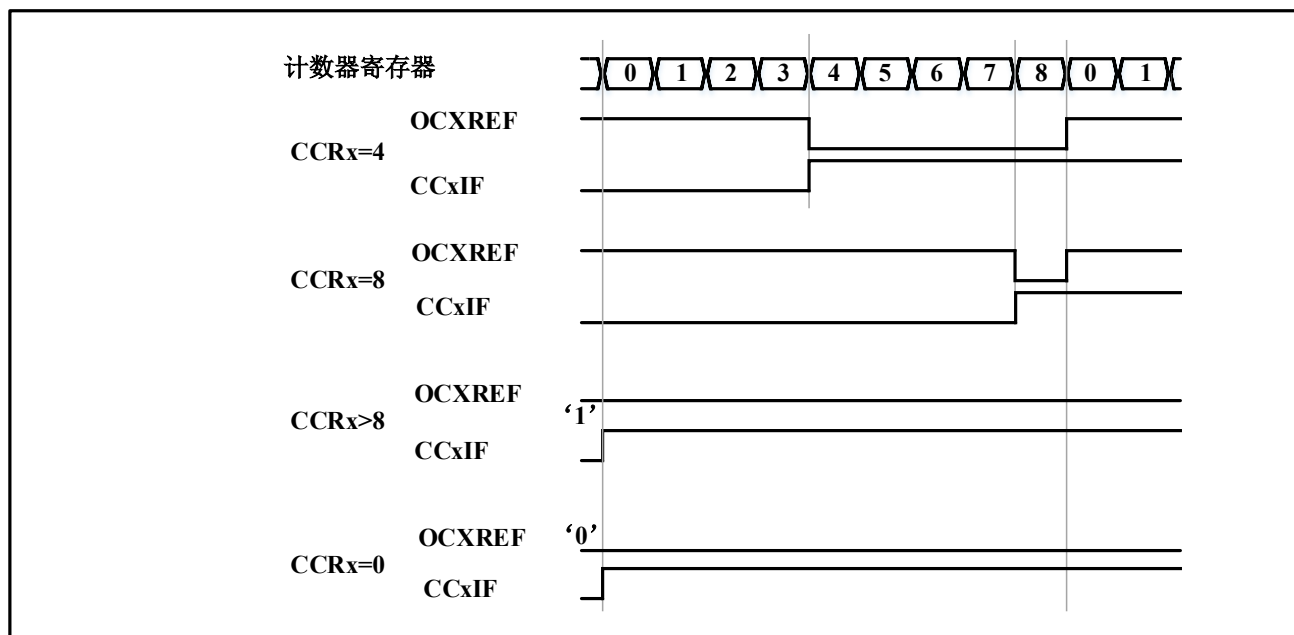 计数器寄存器 0 1 2 3 4 5 6 7 8 0 1
OCXREF
CCRx=4
CCxIF
OCXREF
CCRx=8
CCxIF
OCXREF
CCRx>8 ‘1’
CCxIF
OCXREF ‘0’
CCRx=0
CCxIF